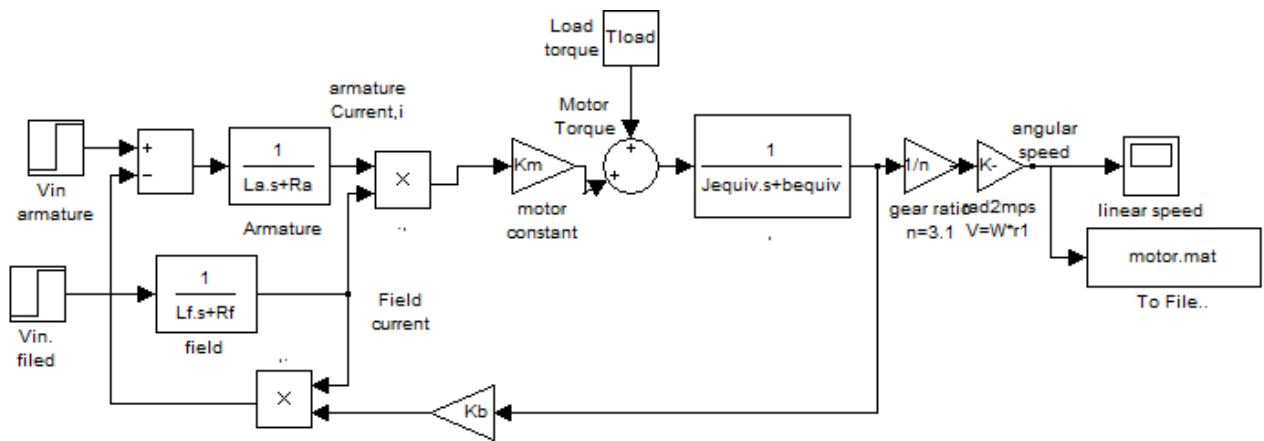 Load
torque
Tload
armature
Current,i
Motor
Torque
angular
speed
+
−
1
La.s+Ra
×
Km
+
+
1
Jequiv.s+bequiv
1/n
K-
Vin
armature
Armature
motor
constant
gear ratio
n=3.1
rad2mps
V=W*r1
linear speed
motor.mat
To File..
1
Lf.s+Rf
Field
current
Vin.
filed
field
×
Kb